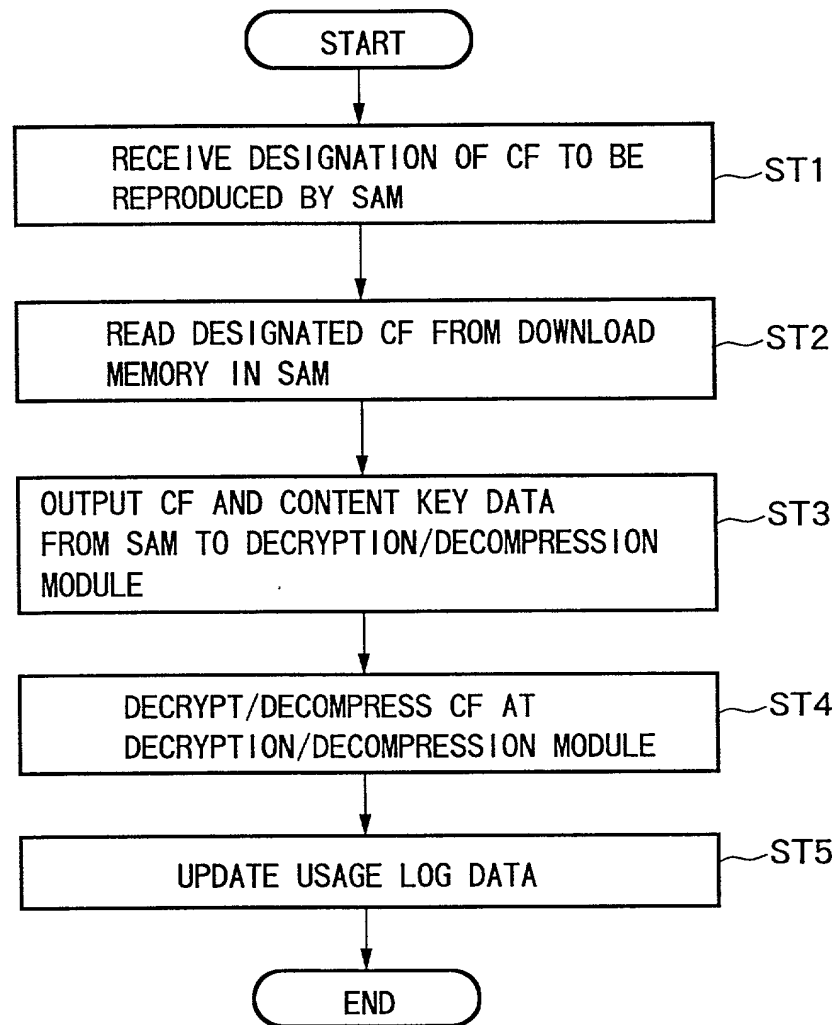 START
RECEIVE DESIGNATION OF CF TO BE
REPRODUCED BY SAM
ST1
READ DESIGNATED CF FROM DOWNLOAD
MEMORY IN SAM
ST2
OUTPUT CF AND CONTENT KEY DATA
FROM SAM TO DECRYPTION/DECOMPRESSION
MODULE
ST3
DECRYPT/DECOMPRESS CF AT
DECRYPTION/DECOMPRESSION MODULE
ST4
UPDATE USAGE LOG DATA
ST5
END